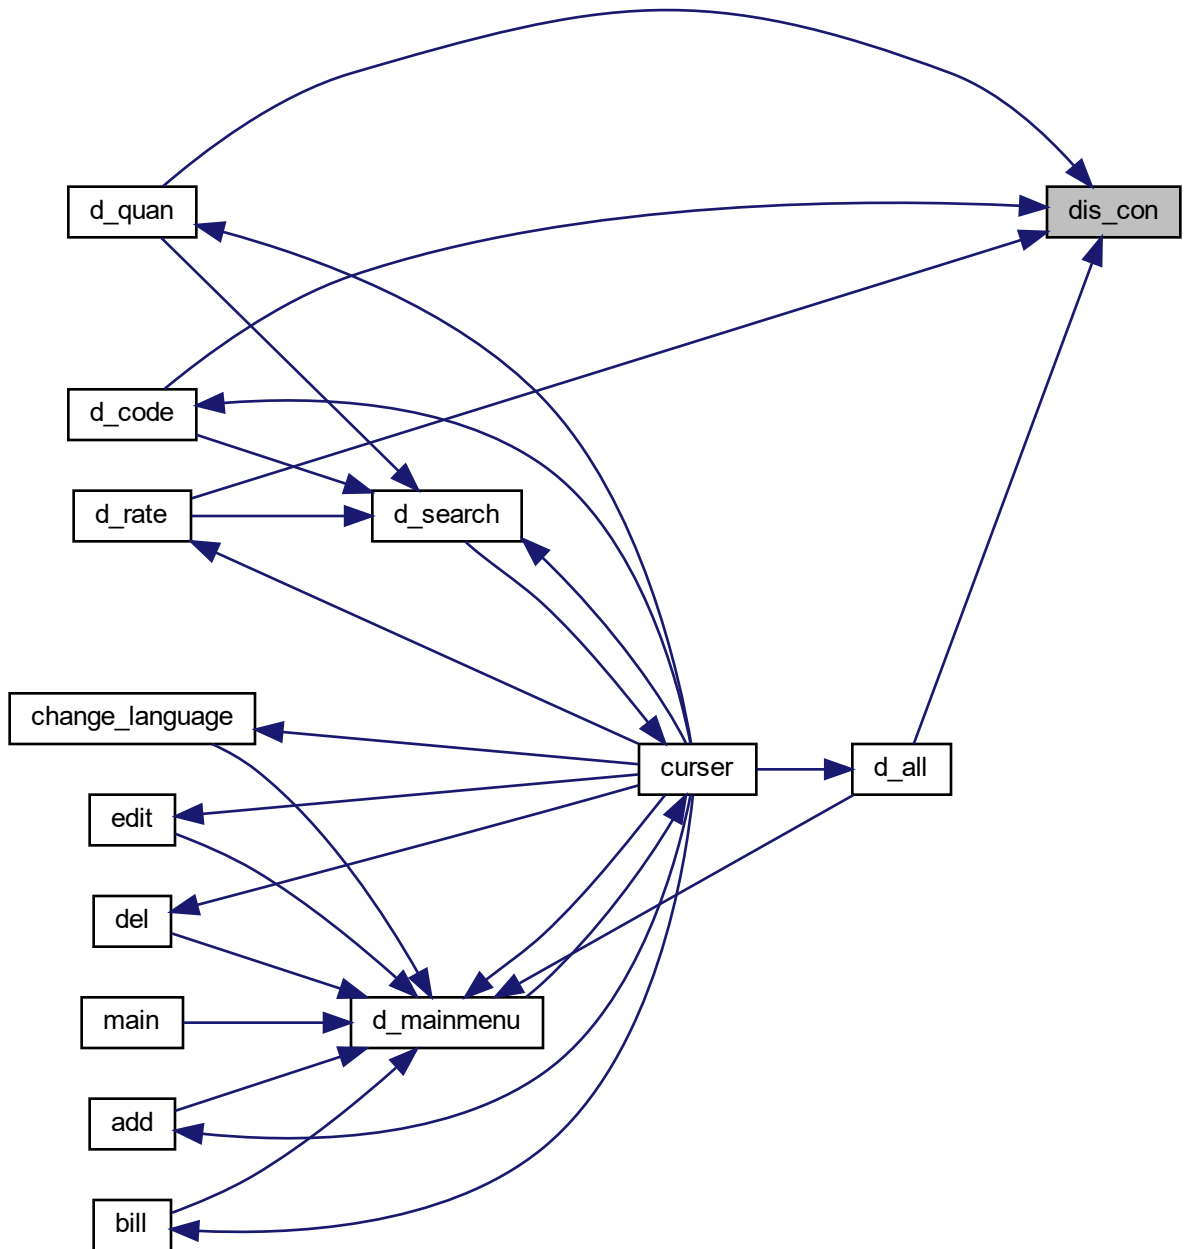 d_quan
dis_con
d_code
d_rate
d_search
change_language
curser
d_all
edit
del
main
d_mainmenu
add
bill